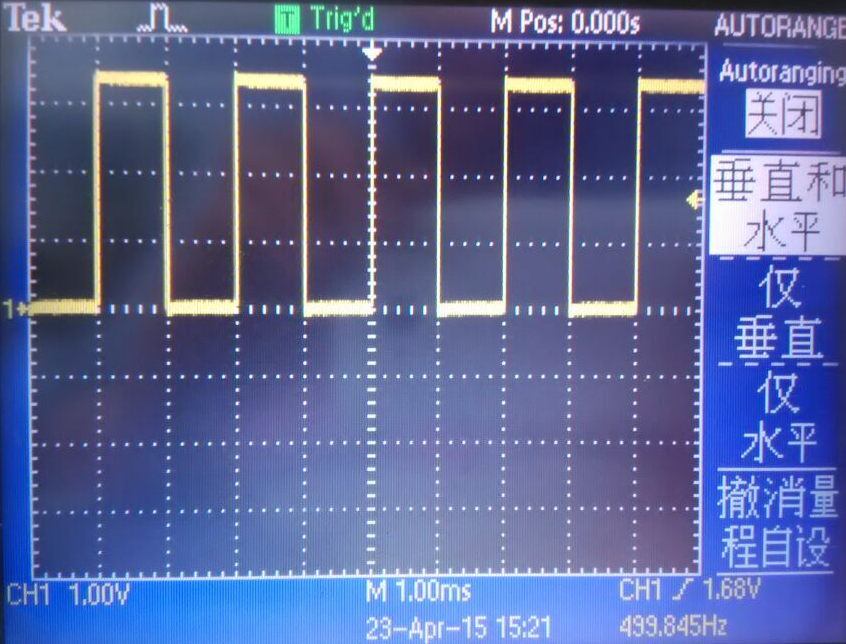 Tek Trig'd M Pos: 0.000s AUTORANGE
Autoranging
关闭
垂直和
水平
仅
垂直
仅
水平
撤消量
程自设
1
CH1 1.00V M 1.00ms CH1 1.68V
23-Apr-15 15:21 499.845Hz